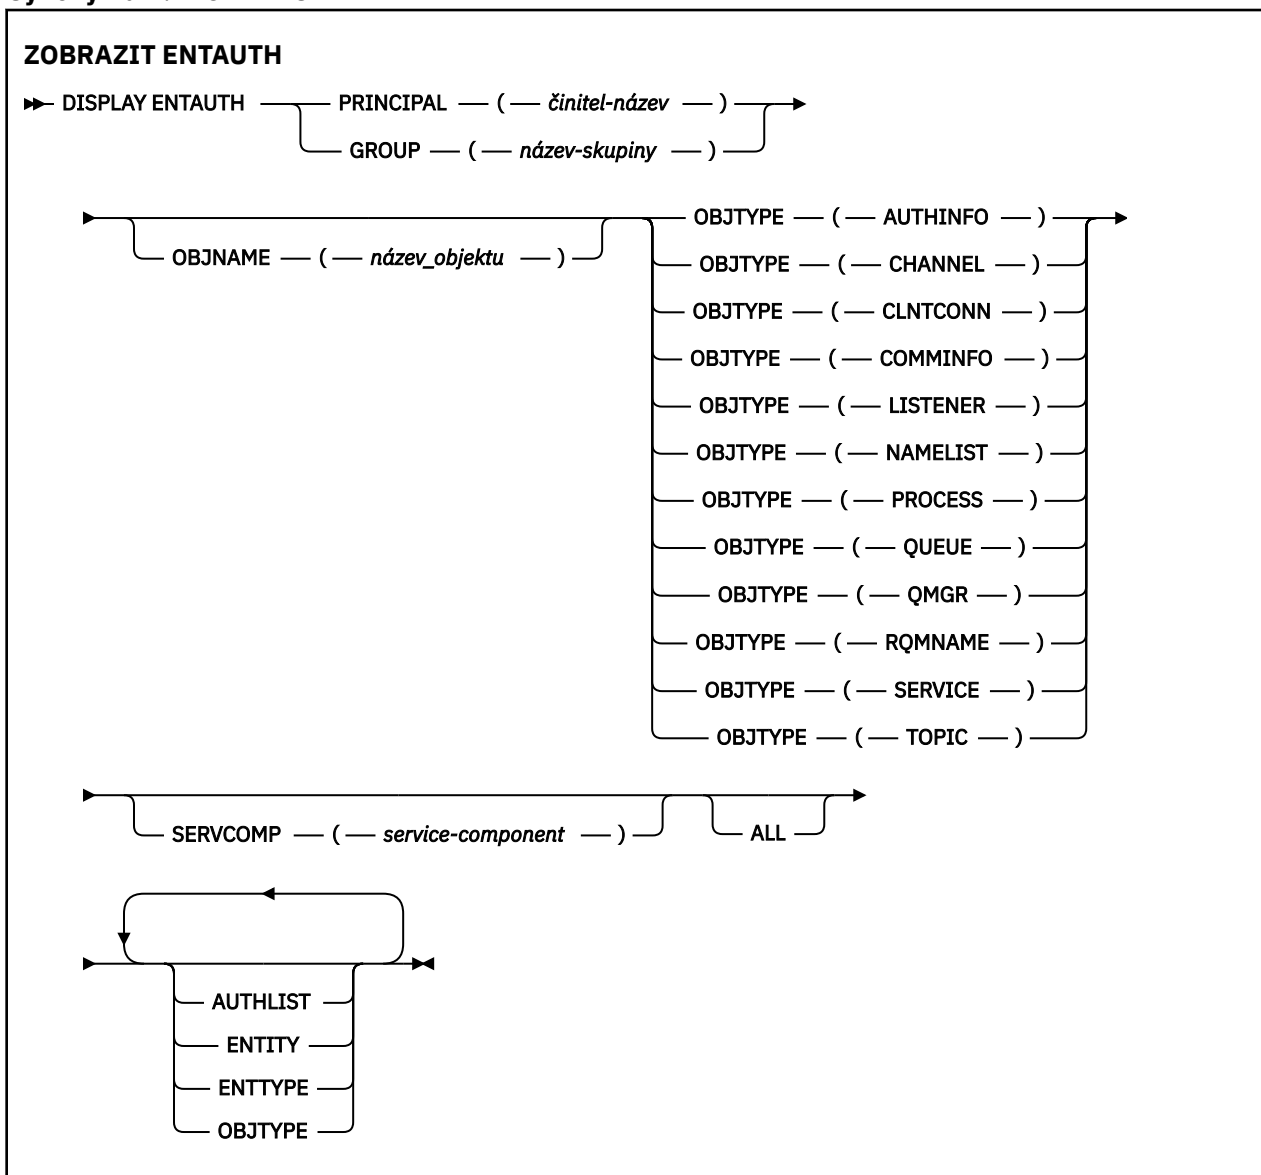 ZOBRAZIT ENTAUTH
DISPLAY ENTAUTH PRINCIPAL ( činitel-název )
GROUP ( název-skupiny )
OBJTYPE ( AUTHINFO )
OBJNAME ( název_objektu )
OBJTYPE ( CHANNEL )
OBJTYPE ( CLNTCONN )
OBJTYPE ( COMMINFO )
OBJTYPE ( LISTENER )
OBJTYPE ( NAMELIST )
OBJTYPE ( PROCESS )
OBJTYPE ( QUEUE )
OBJTYPE ( QMGR )
OBJTYPE ( RQMNAME )
OBJTYPE ( SERVICE )
OBJTYPE ( TOPIC )
SERVCOMP ( service-component ) ALL
AUTHLIST
ENTITY
ENTTYPE
OBJTYPE